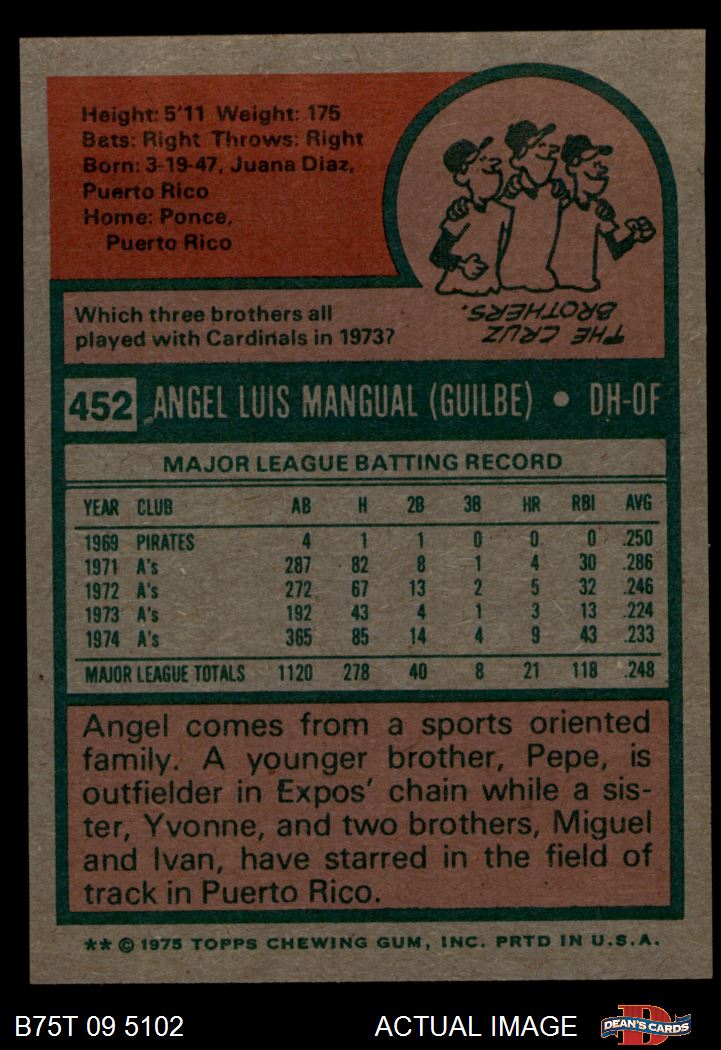 Height: 5'11 Weight: 175
Bats: Right Throws: Right
Born: 3-19-47, Juana Diaz,
Puerto Rico
Home: Ponce,
Puerto Rico
Which three brothers all
played with Cardinals in 1973?
THE CRUZ
BROTHERS.
452 ANGEL LUIS MANGUAL (GUILBE) • DH-OF
MAJOR LEAGUE BATTING RECORD
YEAR CLUB AB H 2B 3B HR RBI AVG
1969 PIRATES 4 1 1 0 0 0 .250
1971 A's 287 82 8 1 4 30 .286
1972 A's 272 67 13 2 5 32 .246
1973 A's 192 43 4 1 3 13 .224
1974 A's 365 85 14 4 9 43 .233
MAJOR LEAGUE TOTALS 1120 278 40 8 21 118 .248
Angel comes from a sports oriented
family. A younger brother, Pepe, is
outfielder in Expos' chain while a sis-
ter, Yvonne, and two brothers, Miguel
and Ivan, have starred in the field of
track in Puerto Rico.
** © 1975 TOPPS CHEWING GUM, INC. PRTD IN U.S.A.
B75T 09 5102 ACTUAL IMAGE DEAN'S CARDS